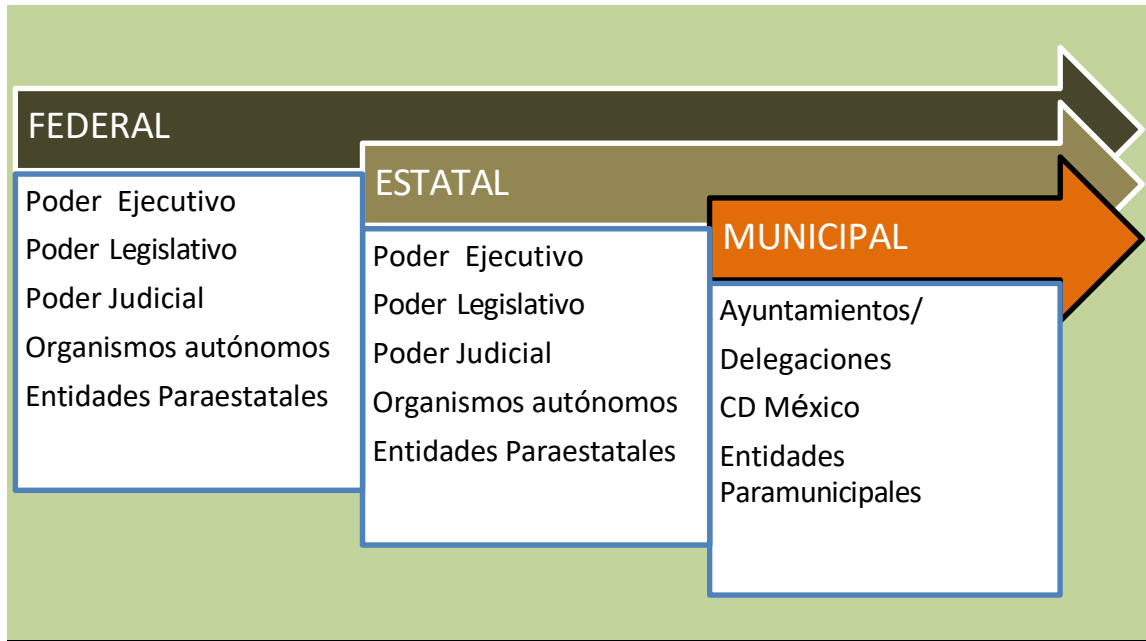 FEDERAL
Poder Ejecutivo
Poder Legislativo
Poder Judicial
Organismos autónomos
Entidades Paraestatales
ESTATAL
Poder Ejecutivo
Poder Legislativo
Poder Judicial
Organismos autónomos
Entidades Paraestatales
MUNICIPAL
Ayuntamientos/
Delegaciones
CD México
Entidades
Paramunicipales